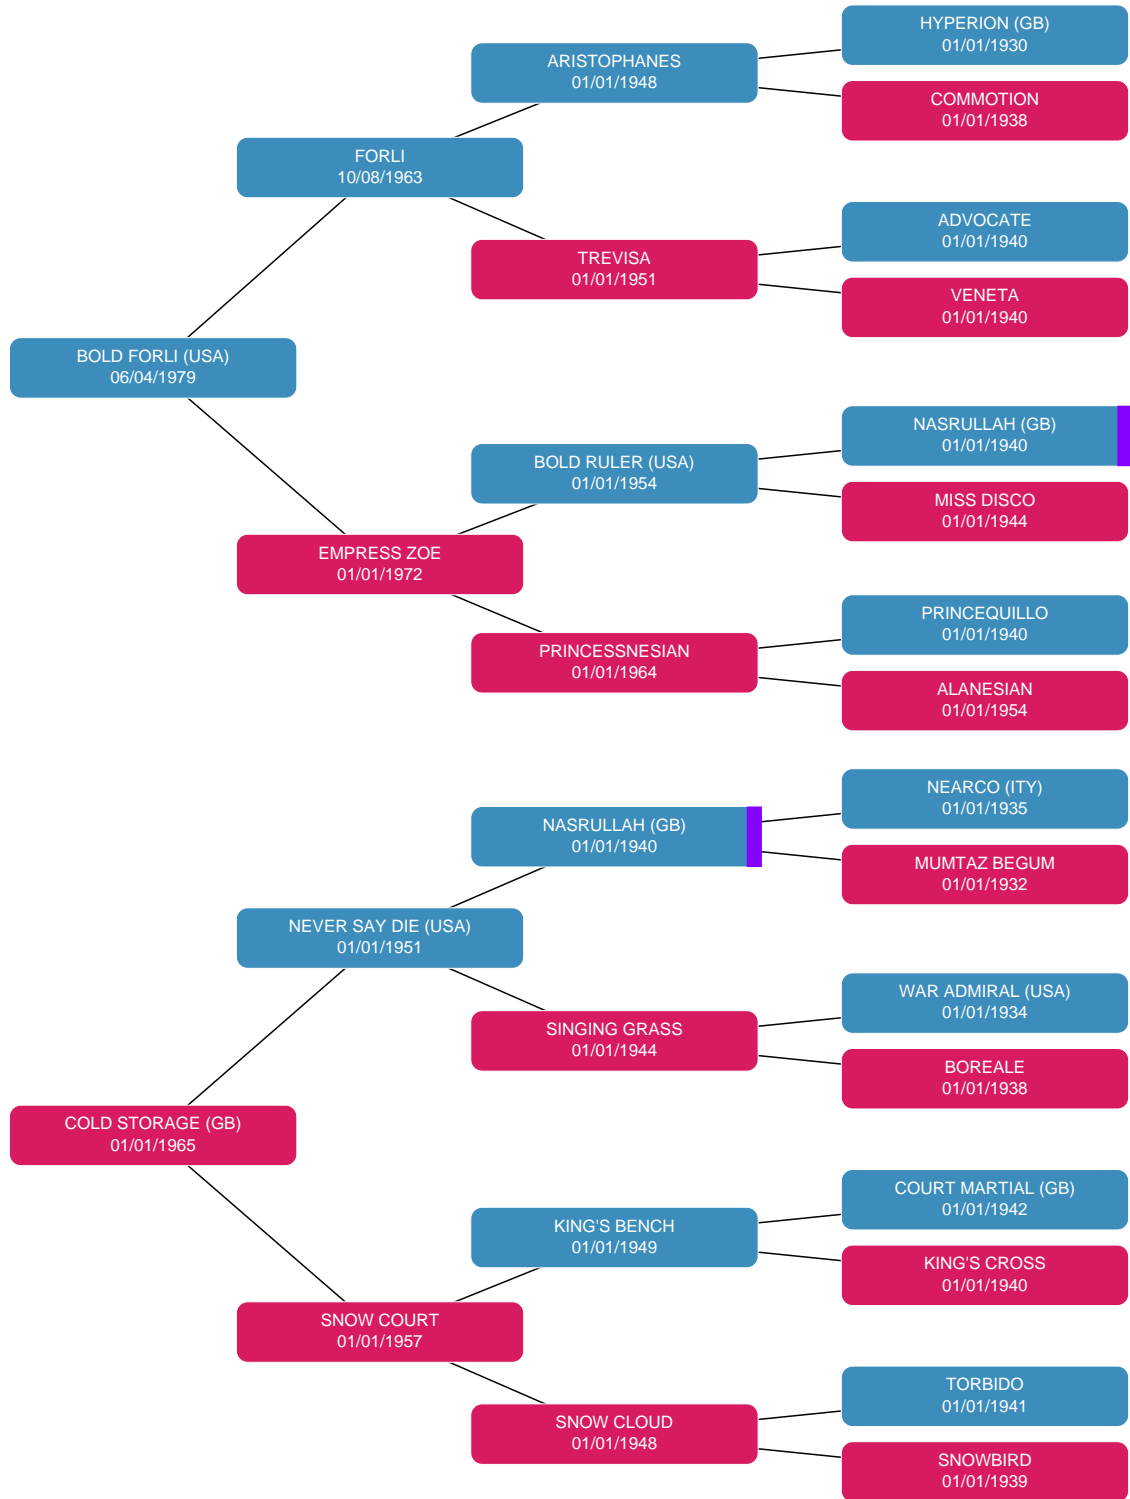 HYPERION (GB)
01/01/1930
ARISTOPHANES
01/01/1948
COMMOTION
01/01/1938
FORLI
10/08/1963
ADVOCATE
01/01/1940
TREVISA
01/01/1951
VENETA
01/01/1940
BOLD FORLI (USA)
06/04/1979
NASRULLAH (GB)
01/01/1940
BOLD RULER (USA)
01/01/1954
MISS DISCO
01/01/1944
EMPRESS ZOE
01/01/1972
PRINCEQUILLO
01/01/1940
PRINCESSNESIAN
01/01/1964
ALANESIAN
01/01/1954
NEARCO (ITY)
01/01/1935
NASRULLAH (GB)
01/01/1940
MUMTAZ BEGUM
01/01/1932
NEVER SAY DIE (USA)
01/01/1951
WAR ADMIRAL (USA)
01/01/1934
SINGING GRASS
01/01/1944
BOREALE
01/01/1938
COLD STORAGE (GB)
01/01/1965
COURT MARTIAL (GB)
01/01/1942
KING'S BENCH
01/01/1949
KING'S CROSS
01/01/1940
SNOW COURT
01/01/1957
TORBIDO
01/01/1941
SNOW CLOUD
01/01/1948
SNOWBIRD
01/01/1939